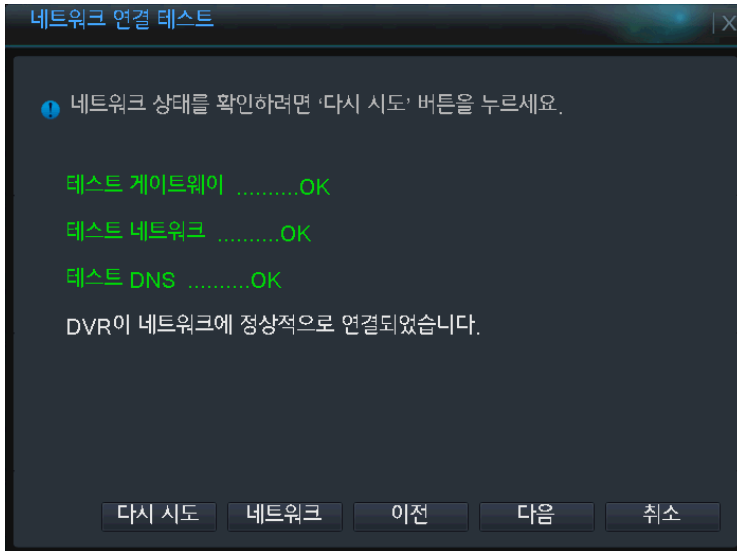 네트워크 연결 테스트
X
네트워크 상태를 확인하려면 '다시 시도' 버튼을 누르세요.
테스트 게이트웨이 ..........OK
테스트 네트워크 ..........OK
테스트 DNS ..........OK
DVR이 네트워크에 정상적으로 연결되었습니다.
다시 시도 네트워크 이전 다음 취소